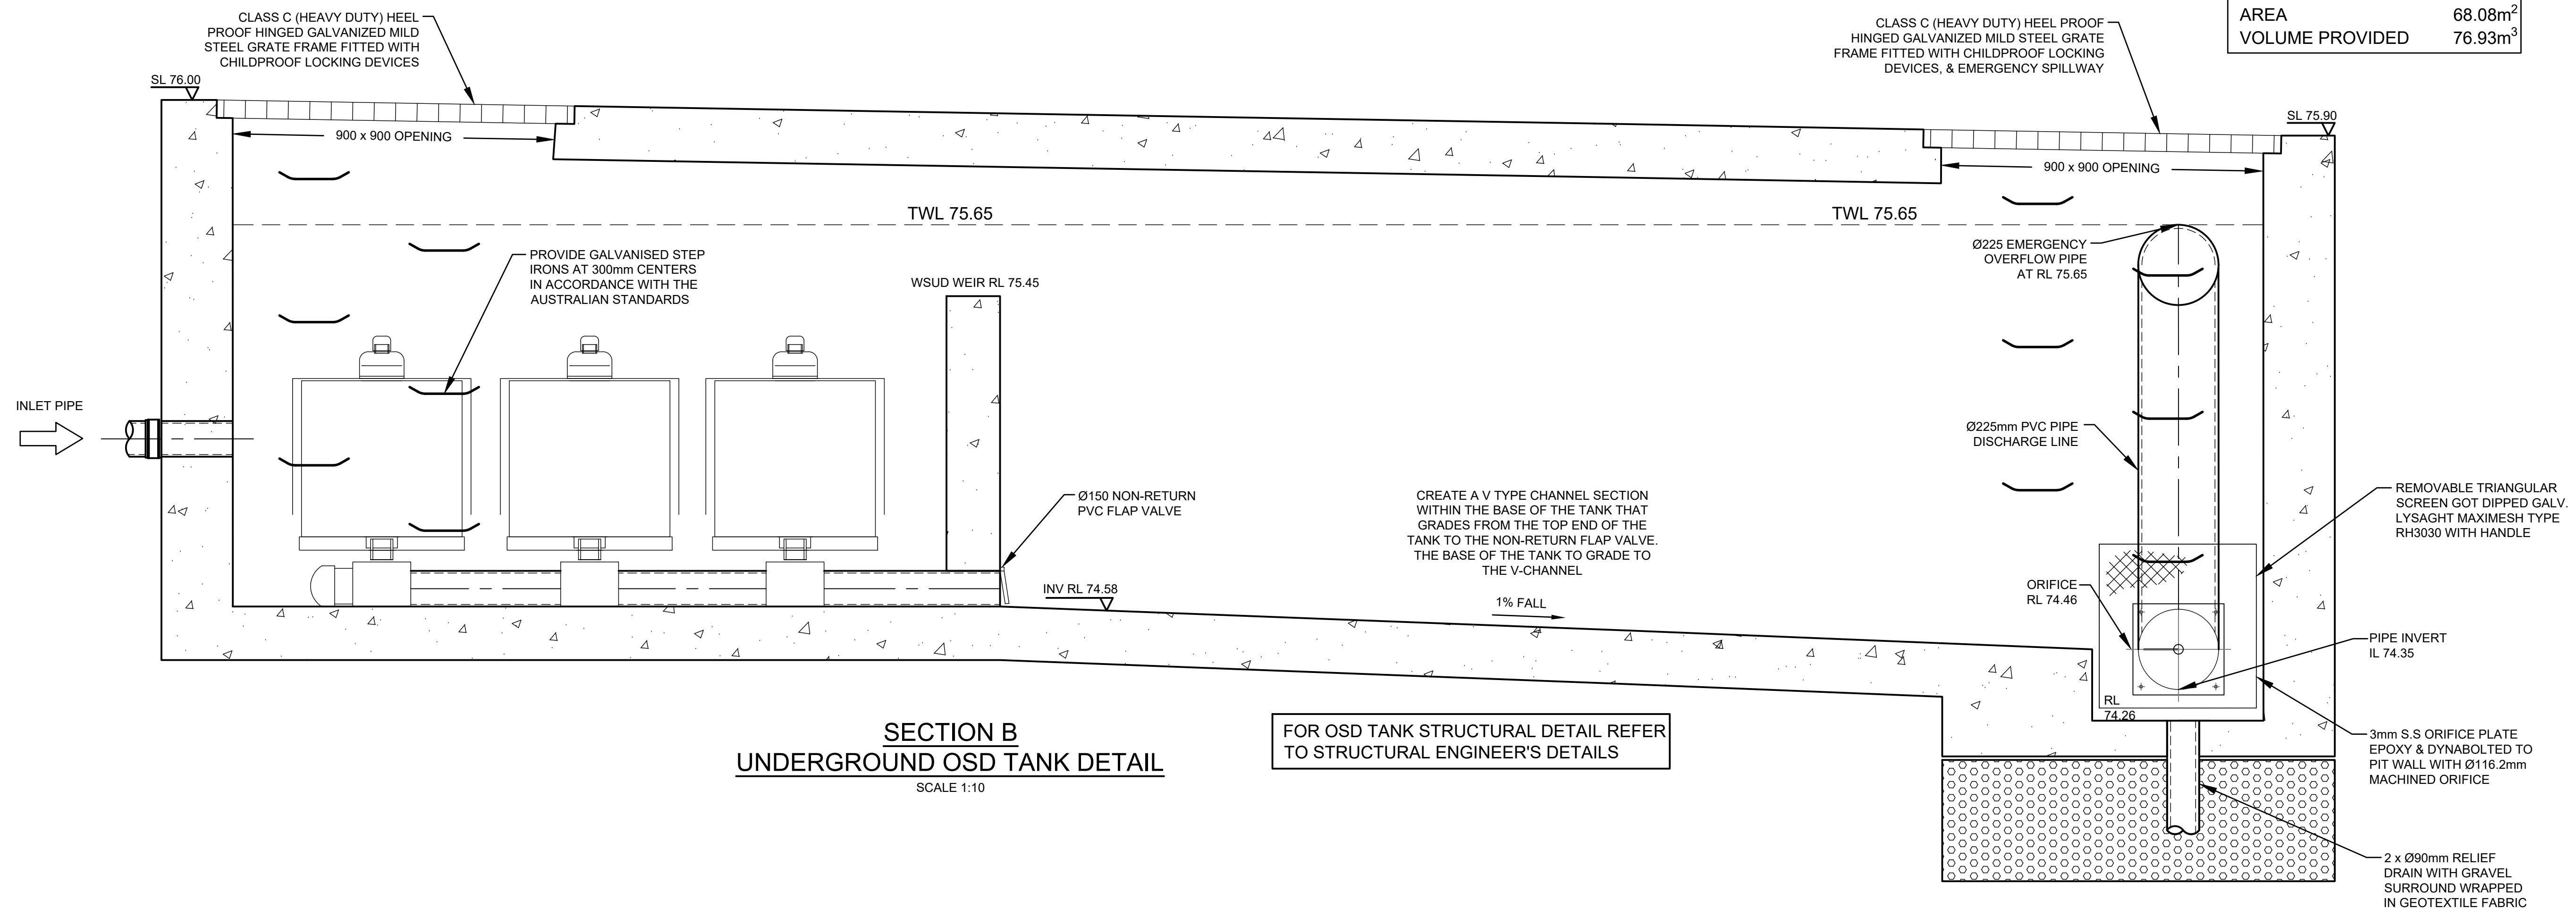 CLASS C (HEAVY DUTY) HEEL
PROOF HINGED GALVANIZED MILD
STEEL GRATE FRAME FITTED WITH
CHILDPROOF LOCKING DEVICES
CLASS C (HEAVY DUTY) HEEL PROOF
HINGED GALVANIZED MILD STEEL GRATE
FRAME FITTED WITH CHILDPROOF LOCKING
DEVICES, & EMERGENCY SPILLWAY
AREA 68.08m²
VOLUME PROVIDED 76.93m³
SL 76.00
SL 75.90
900 x 900 OPENING
900 x 900 OPENING
TWL 75.65
TWL 75.65
PROVIDE GALVANISED STEP
IRONS AT 300mm CENTERS
IN ACCORDANCE WITH THE
AUSTRALIAN STANDARDS
WSUD WEIR RL 75.45
Ø225 EMERGENCY
OVERFLOW PIPE
AT RL 75.65
INLET PIPE
Ø225mm PVC PIPE
DISCHARGE LINE
Ø150 NON-RETURN
PVC FLAP VALVE
CREATE A V TYPE CHANNEL SECTION
WITHIN THE BASE OF THE TANK THAT
GRADES FROM THE TOP END OF THE
TANK TO THE NON-RETURN FLAP VALVE.
THE BASE OF THE TANK TO GRADE TO
THE V-CHANNEL
REMOVABLE TRIANGULAR
SCREEN GOT DIPPED GALV.
LYSAGHT MAXIMESH TYPE
RH3030 WITH HANDLE
INV RL 74.58
1% FALL
ORIFICE
RL 74.46
PIPE INVERT
IL 74.35
RL
74.26
3mm S.S ORIFICE PLATE
EPOXY & DYNABOLTED TO
PIT WALL WITH Ø116.2mm
MACHINED ORIFICE
SECTION B
UNDERGROUND OSD TANK DETAIL
SCALE 1:10
FOR OSD TANK STRUCTURAL DETAIL REFER
TO STRUCTURAL ENGINEER'S DETAILS
2 x Ø90mm RELIEF
DRAIN WITH GRAVEL
SURROUND WRAPPED
IN GEOTEXTILE FABRIC